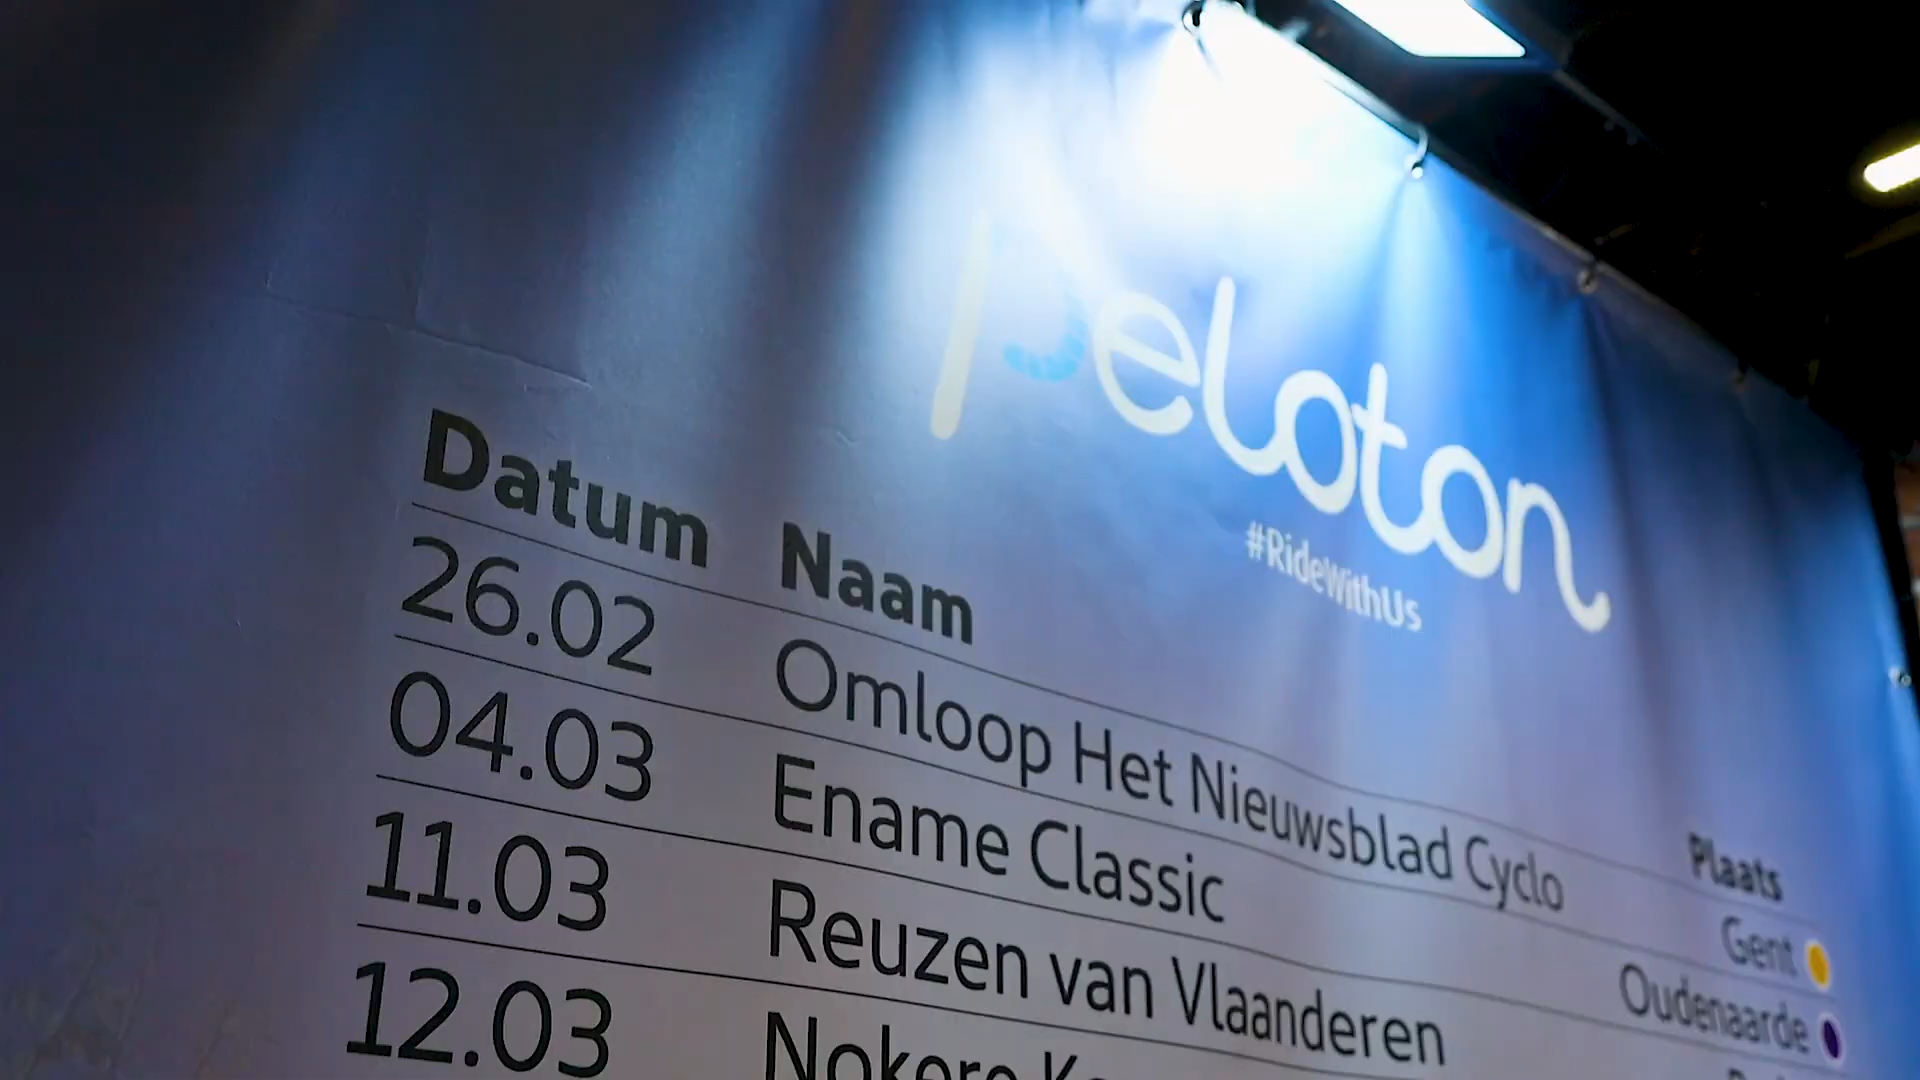 peloton
#RideWithUs
Datum Naam Plaats
26.02 Omloop Het Nieuwsblad Cyclo Gent
04.03 Ename Classic Oudenaarde
11.03 Reuzen van Vlaanderen
12.03 Nokere